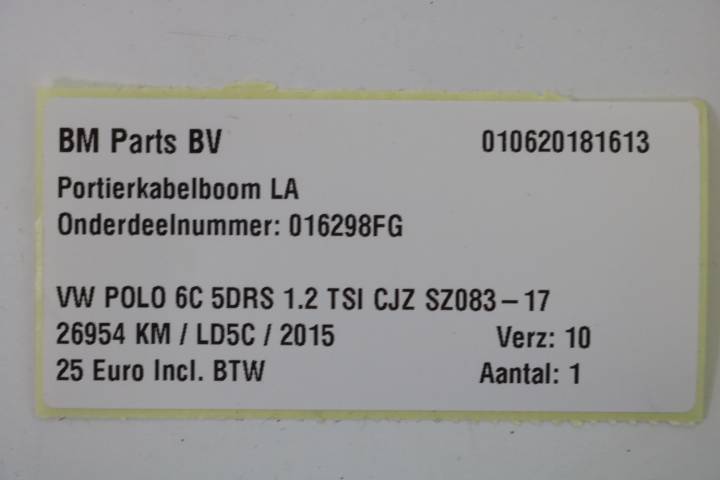 BM Parts BV 010620181613
Portierkabelboom LA
Onderdeelnummer: 016298FG
VW POLO 6C 5DRS 1.2 TSI CJZ SZ083-17
26954 KM / LD5C / 2015 Verz: 10
25 Euro Incl. BTW Aantal: 1